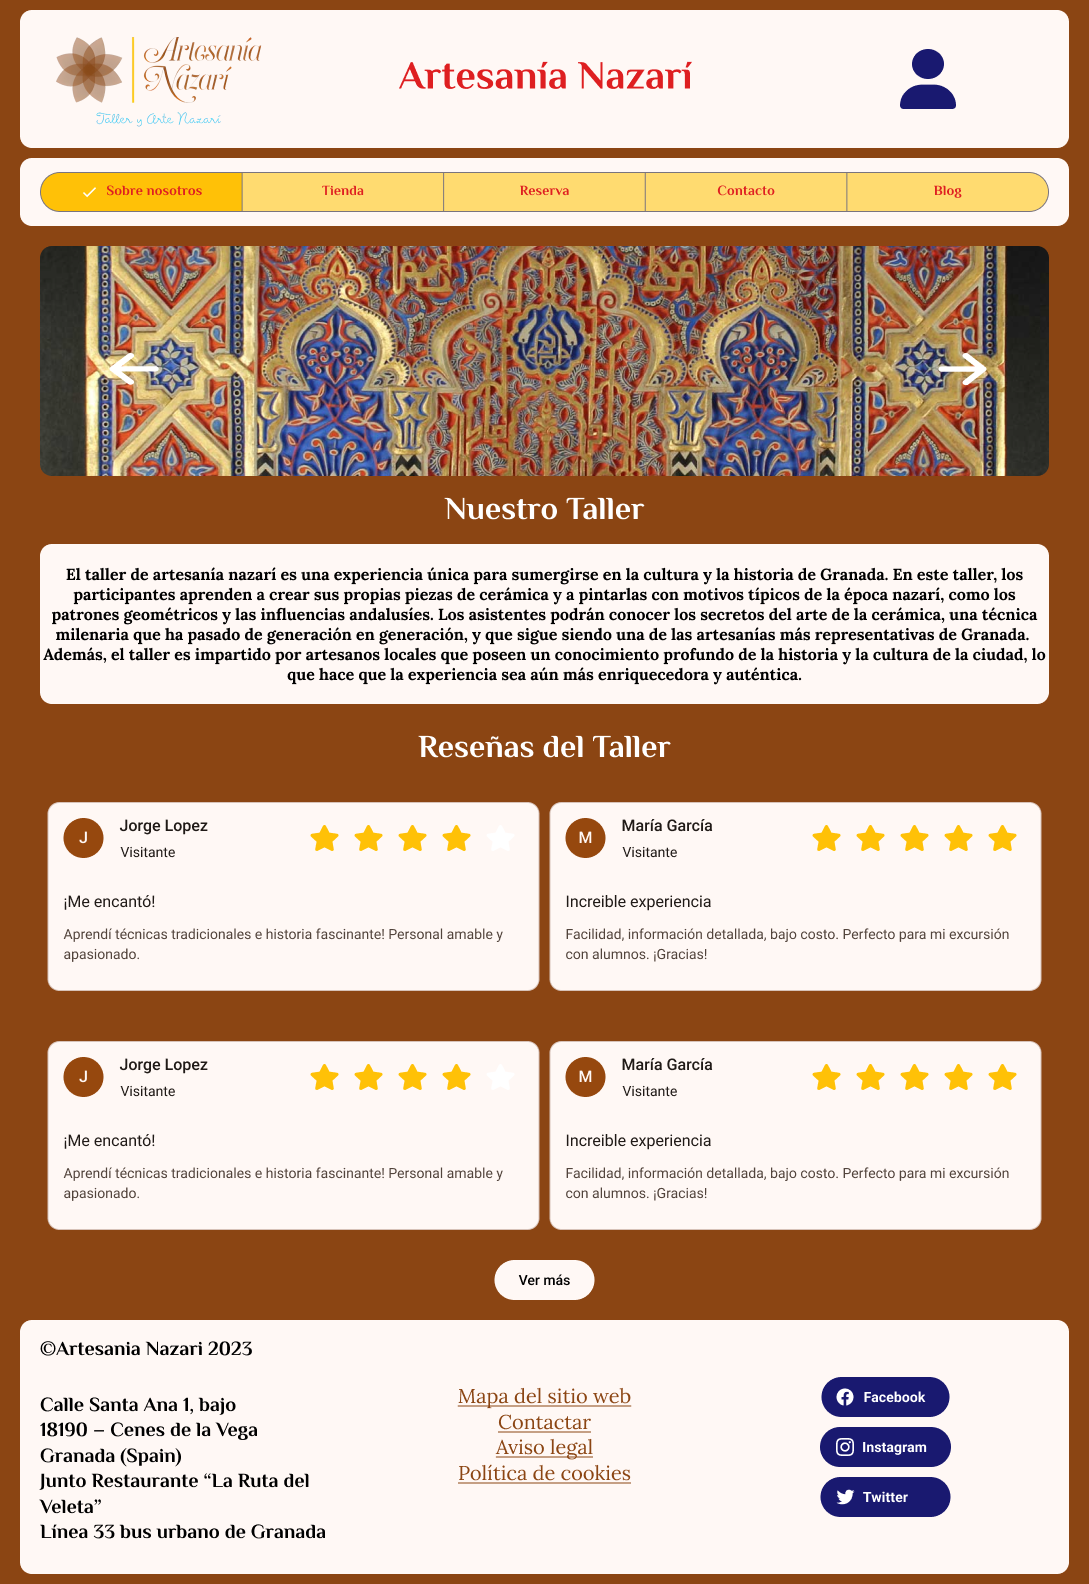 Artesanía
Nazarí
Taller y Arte Nazarí
Artesanía Nazarí
Sobre nosotros
Tienda
Reserva
Contacto
Blog
Nuestro Taller
El taller de artesanía nazarí es una experiencia única para sumergirse en la cultura y la historia de Granada. En este taller, los
participantes aprenden a crear sus propias piezas de cerámica y a pintarlas con motivos típicos de la época nazarí, como los
patrones geométricos y las influencias andalusíes. Los asistentes podrán conocer los secretos del arte de la cerámica, una técnica
milenaria que ha pasado de generación en generación, y que sigue siendo una de las artesanías más representativas de Granada.
Además, el taller es impartido por artesanos locales que poseen un conocimiento profundo de la historia y la cultura de la ciudad, lo
que hace que la experiencia sea aún más enriquecedora y auténtica.
Reseñas del Taller
J
Jorge Lopez
Visitante
¡Me encantó!
Aprendí técnicas tradicionales e historia fascinante! Personal amable y
apasionado.
M
María García
Visitante
Increible experiencia
Facilidad, información detallada, bajo costo. Perfecto para mi excursión
con alumnos. ¡Gracias!
J
Jorge Lopez
Visitante
¡Me encantó!
Aprendí técnicas tradicionales e historia fascinante! Personal amable y
apasionado.
M
María García
Visitante
Increible experiencia
Facilidad, información detallada, bajo costo. Perfecto para mi excursión
con alumnos. ¡Gracias!
Ver más
©Artesania Nazari 2023
Calle Santa Ana 1, bajo
18190 – Cenes de la Vega
Granada (Spain)
Junto Restaurante “La Ruta del
Veleta”
Línea 33 bus urbano de Granada
Mapa del sitio web
Contactar
Aviso legal
Política de cookies
Facebook
Instagram
Twitter